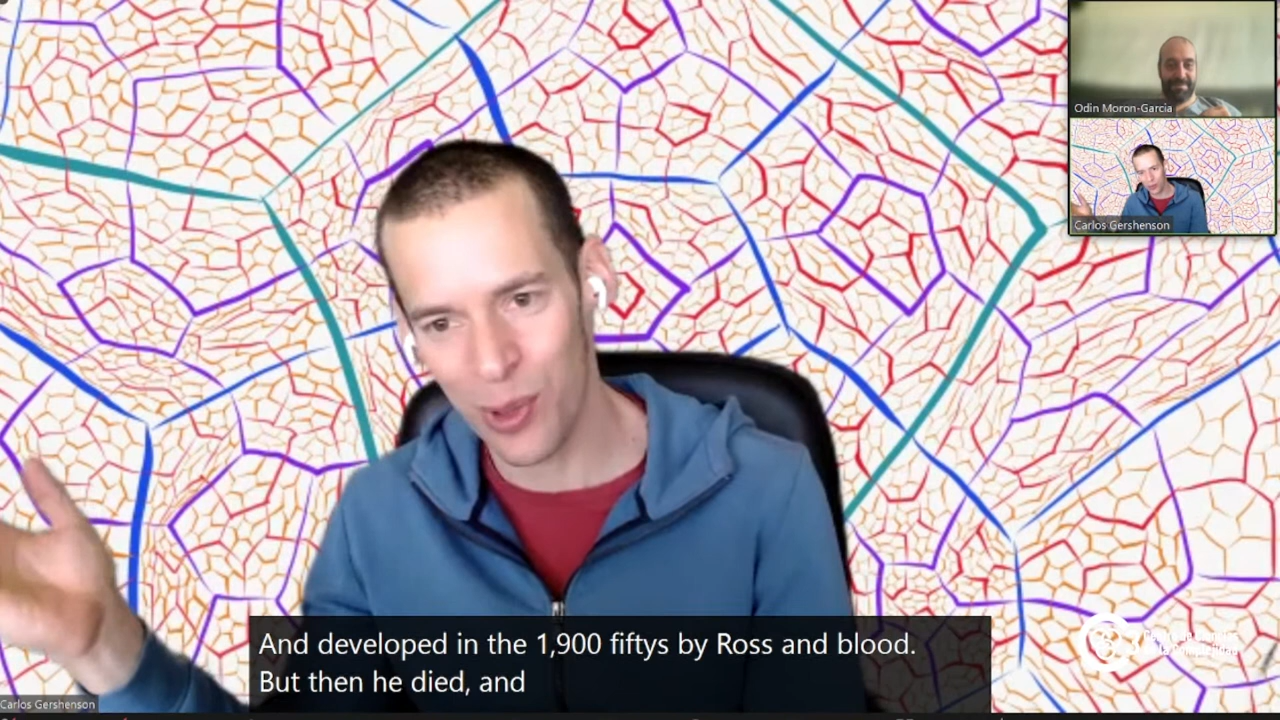 Odin Moron-Garcia
Carlos Gershenson
And developed in the 1,900 fiftys by Ross and blood.
But then he died, and
Carlos Gershenson